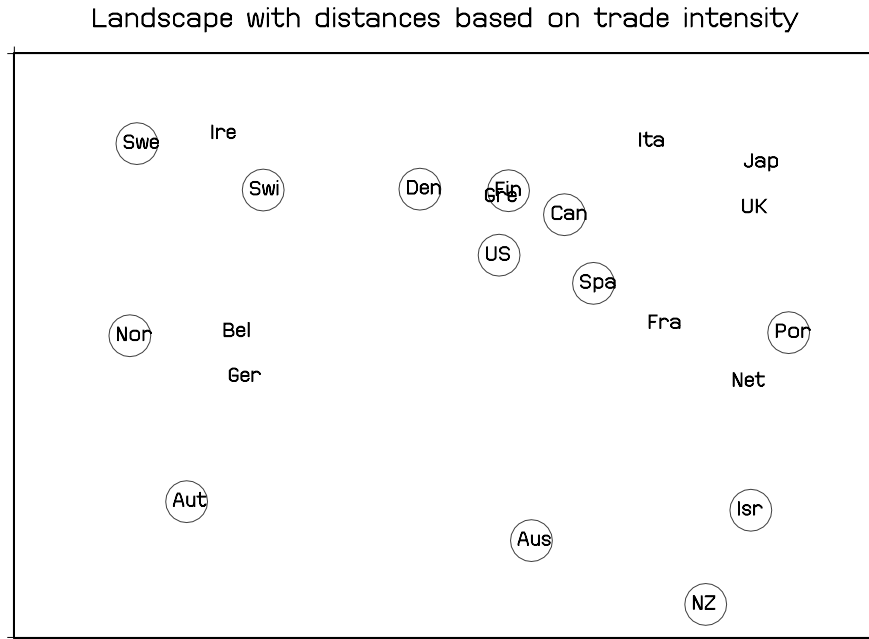 Landscape with distances based on trade intensity
Ire
Ita
Swe
Jap
Den
Fin
Swi
Gre
UK
Can
US
Spa
Fra
Bel
Por
Nor
Ger
Net
Aut
Isr
Aus
NZ